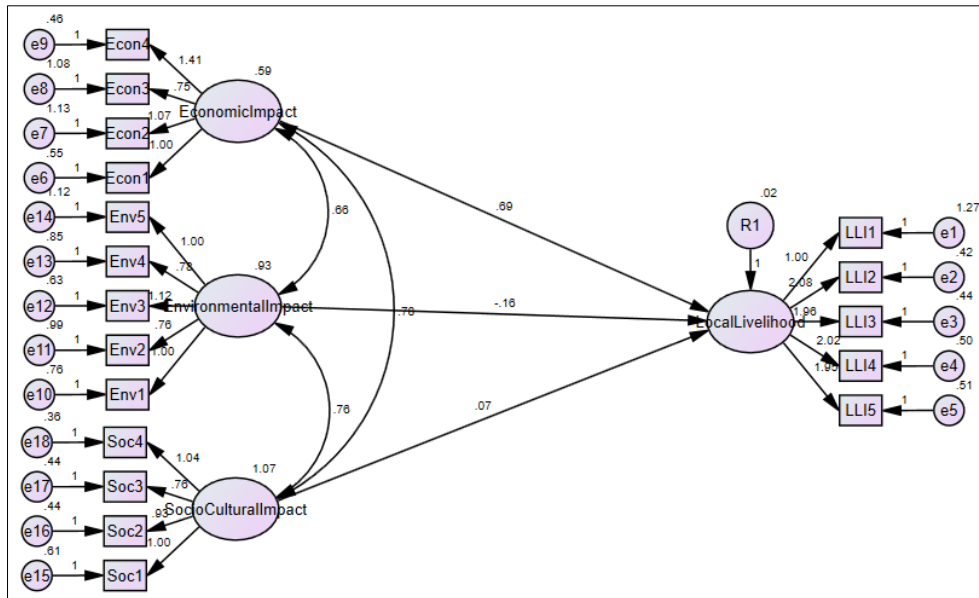 .46
e9 1 Econ4
1.41
1.08
e8 1 Econ3
.75
1.13
e7 1 Econ2
1.07
.55
e6 1 Econ1
1.00
.59
EconomicImpact
1.12
e14 1 Env5
1.00
.85
e13 1 Env4
.78
.63
e12 1 Env3
1.12
.99
e11 1 Env2
.76
.76
e10 1 Env1
1.00
.93
EnvironmentalImpact
.36
e18 1 Soc4
1.04
.44
e17 1 Soc3
.76
.44
e16 1 Soc2
.93
.61
e15 1 Soc1
1.00
1.07
SocioCulturalImpact
.66
.78
.76
.69
-.16
.07
.02
R1
1
LocalLivelihood
1.00
LLI1 1 e1
1.27
2.08
LLI2 1 e2
.42
1.96
LLI3 1 e3
.44
2.02
LLI4 1 e4
.50
1.95
LLI5 1 e5
.51